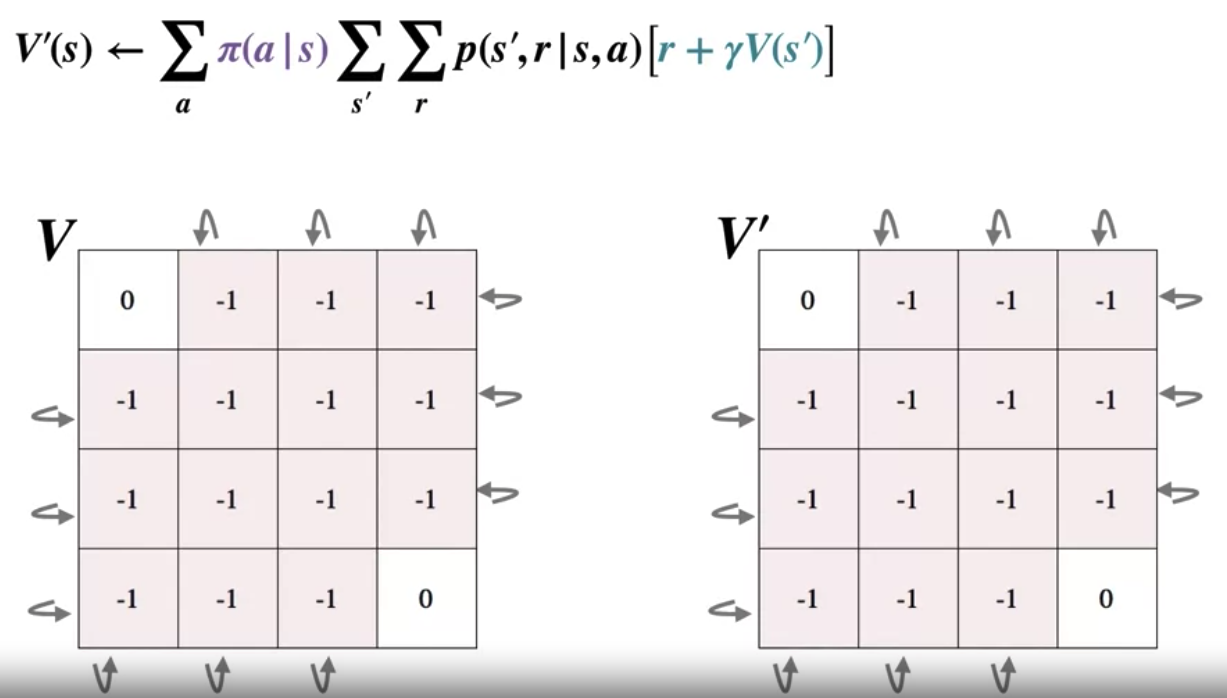 V′(s) ← ∑ π(a|s) ∑ ∑ p(s′, r|s, a)[r + γV(s′)]
a s′ r
V V′
0 -1 -1 -1 0 -1 -1 -1
-1 -1 -1 -1 -1 -1 -1 -1
-1 -1 -1 -1 -1 -1 -1 -1
-1 -1 -1 0 -1 -1 -1 0